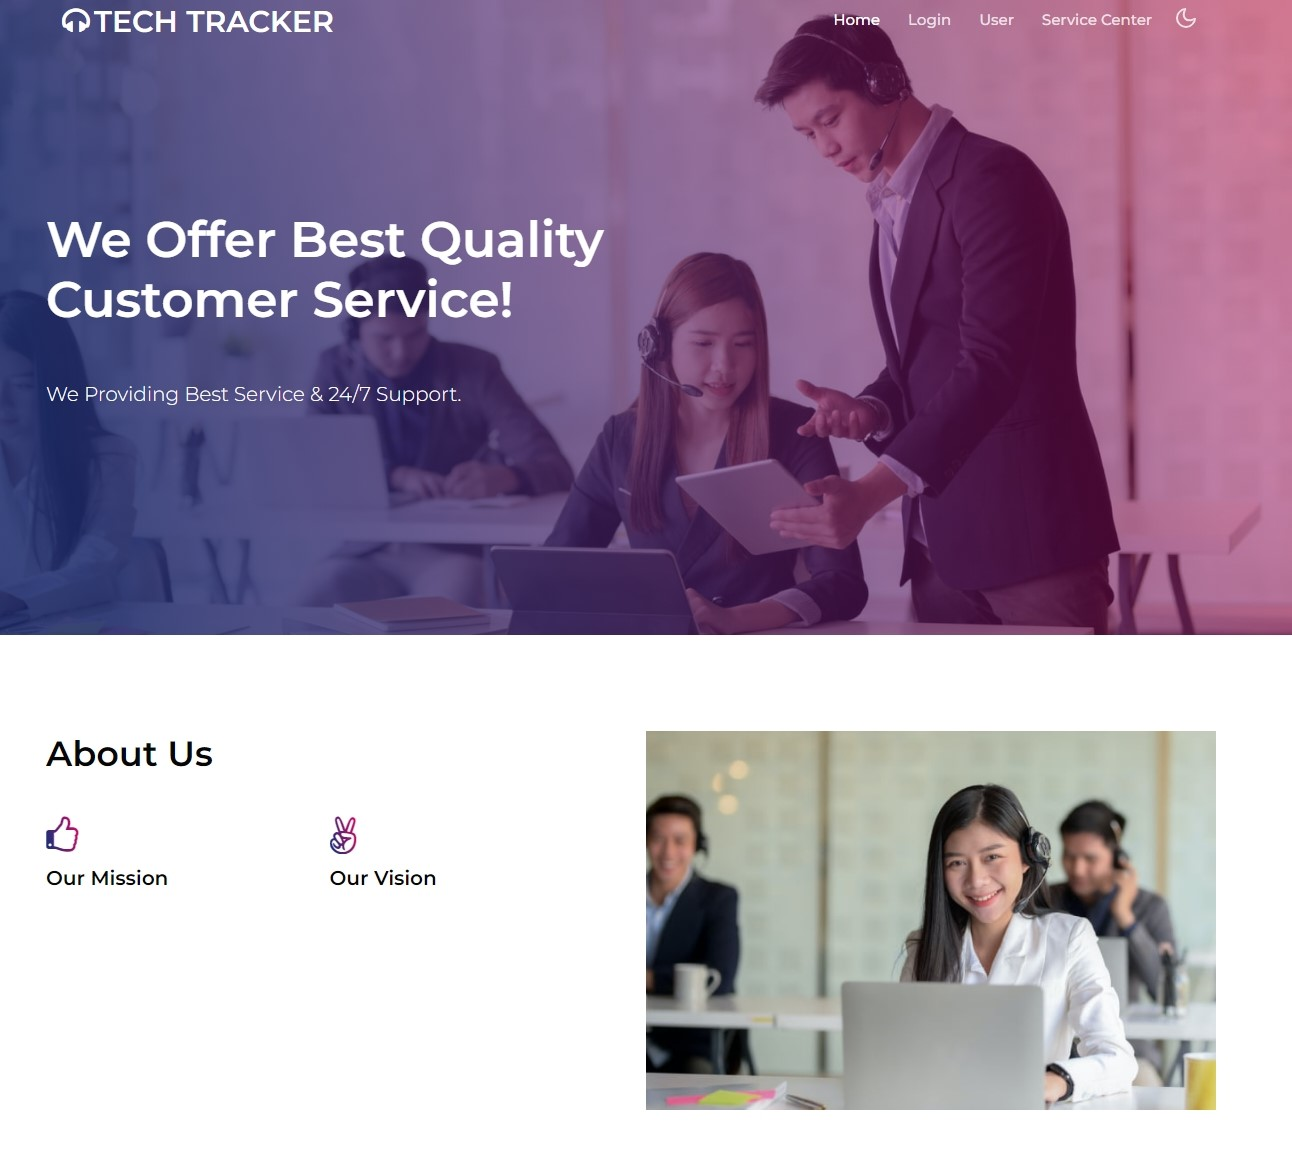 TECH TRACKER
Home Login User Service Center
We Offer Best Quality
Customer Service!
We Providing Best Service & 24/7 Support.
About Us
Our Mission
Our Vision